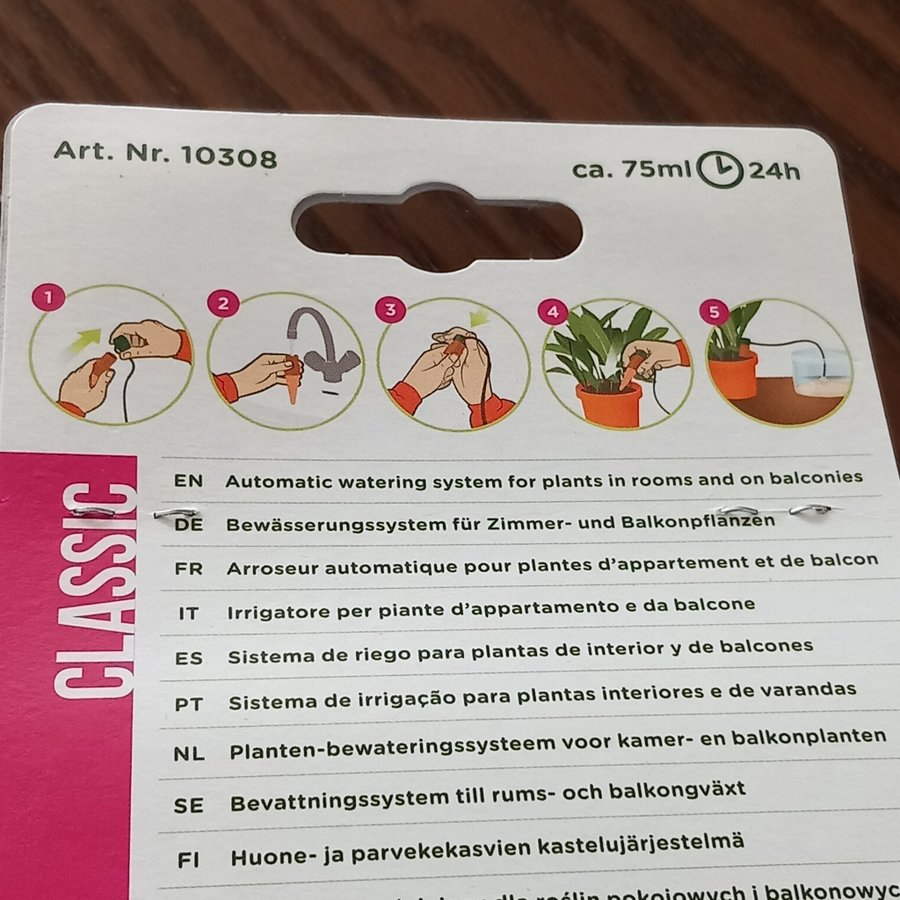 Art. Nr. 10308
ca. 75ml 24h
1 2 3 4 5
CLASSIC
EN Automatic watering system for plants in rooms and on balconies
DE Bewässerungssystem für Zimmer- und Balkonpflanzen
FR Arroseur automatique pour plantes d'appartement et de balcon
IT Irrigatore per piante d'appartamento e da balcone
ES Sistema de riego para plantas de interior y de balcones
PT Sistema de irrigação para plantas interiores e de varandas
NL Planten-bewateringssysteem voor kamer- en balkonplanten
SE Bevattningssystem till rums- och balkongväxt
FI Huone- ja parvekekasvien kastelujärjestelmä
dla roślin pokojowych i balkonowyc